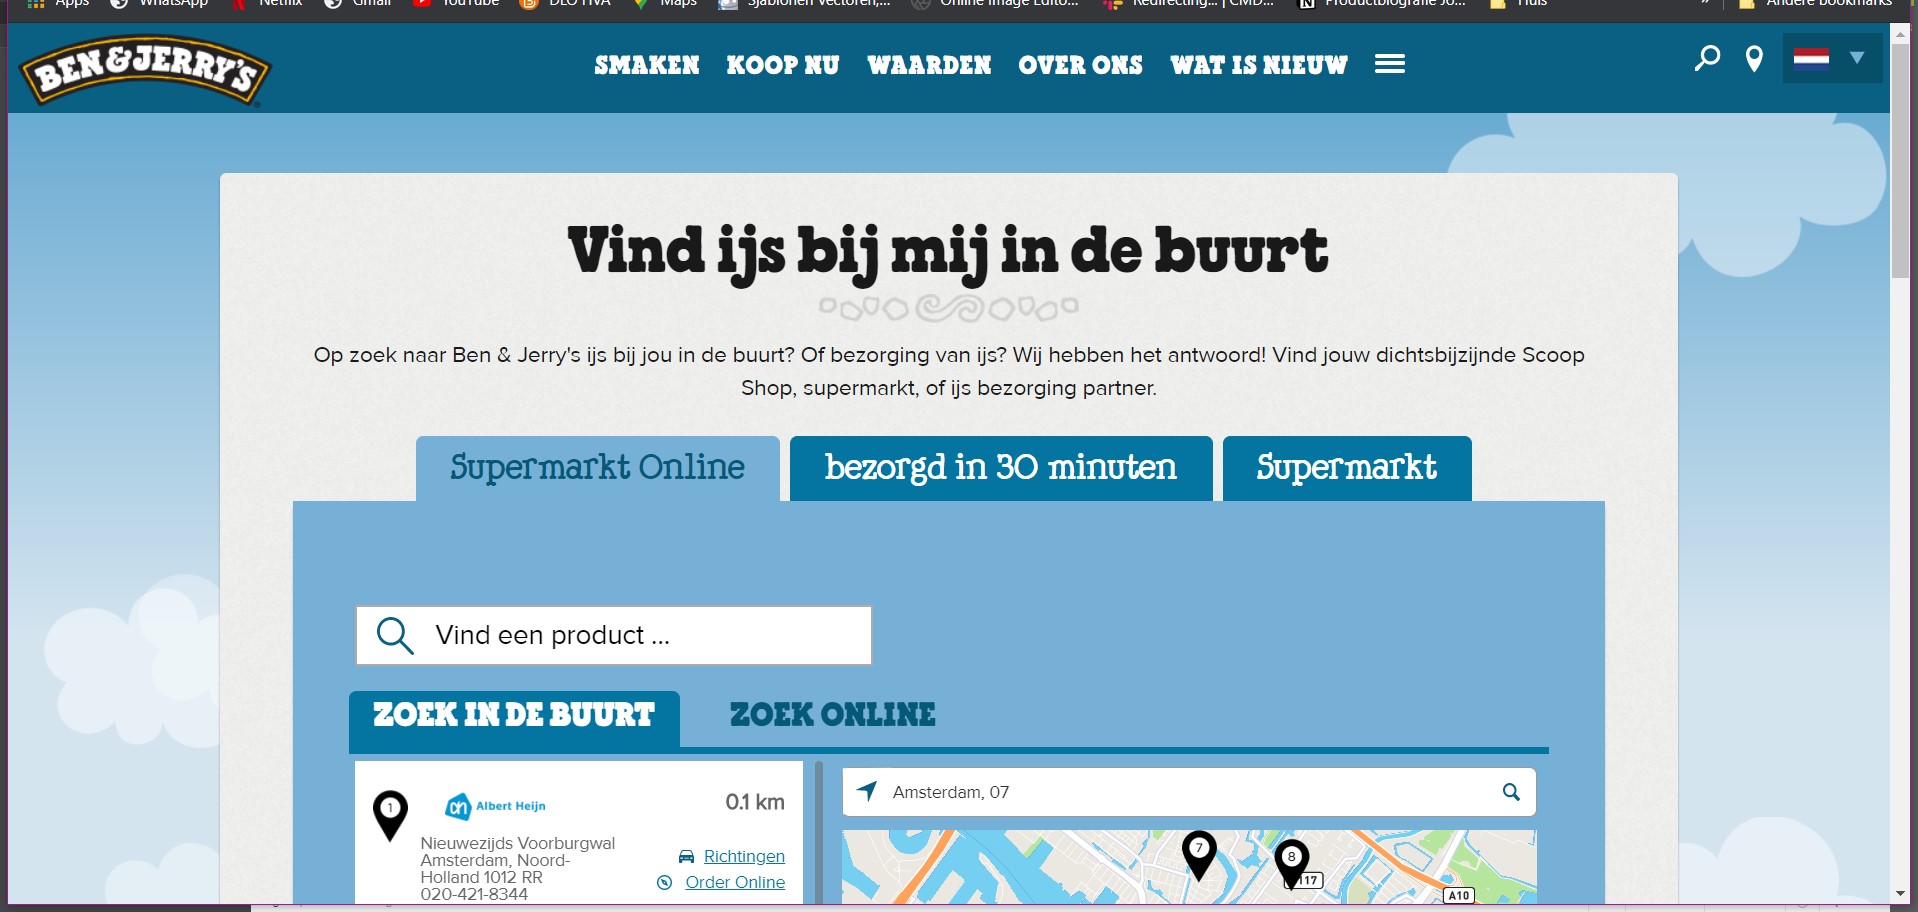 Apps WhatsApp Netflix Gmail YouTube DLO HVA Maps Sjablonen Vectoren,... Online Image Edito... Redirecting... | CMD... Productbiografie Jo... Huis » Andere bookmarks
BEN & JERRY'S
SMAKEN KOOP NU WAARDEN OVER ONS WAT IS NIEUW
Vind ijs bij mij in de buurt
Op zoek naar Ben & Jerry's ijs bij jou in de buurt? Of bezorging van ijs? Wij hebben het antwoord! Vind jouw dichtsbijzijnde Scoop
Shop, supermarkt, of ijs bezorging partner.
Supermarkt Online bezorgd in 30 minuten Supermarkt
Vind een product ...
ZOEK IN DE BUURT ZOEK ONLINE
1 Albert Heijn 0.1 km
Nieuwezijds Voorburgwal
Amsterdam, Noord-
Holland 1012 RR
020-421-8344
Richtingen
Order Online
Amsterdam, 07
7 8
117
A10